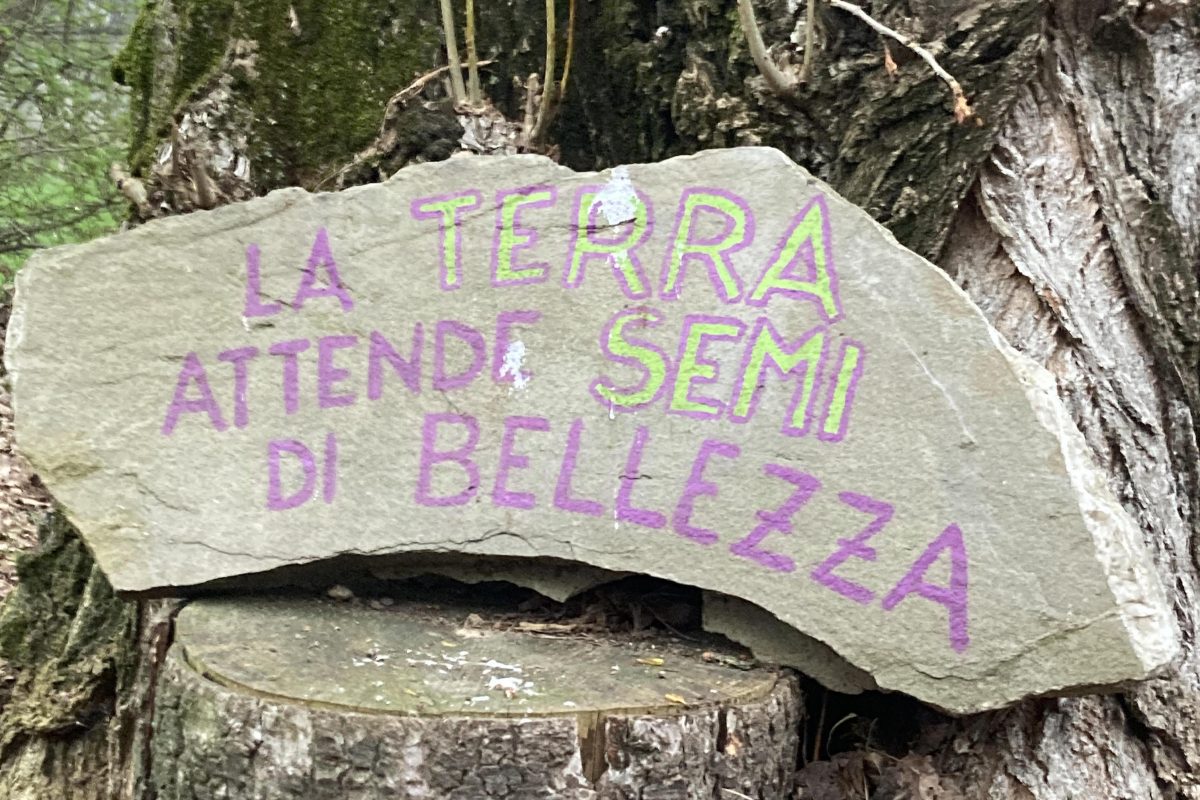 LA TERRA
ATTENDE SEMI
DI BELLEZZA